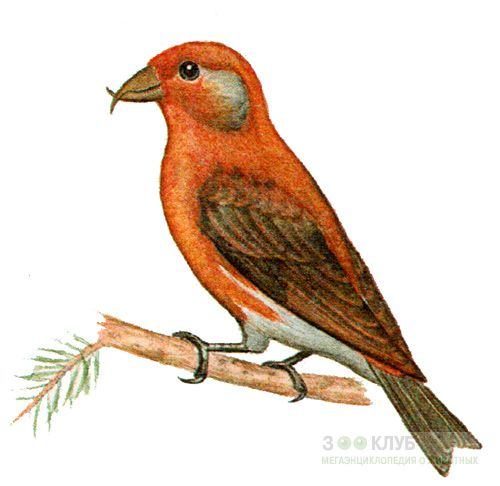 ЗООКЛУБ
МЕГАЭНЦИКЛОПЕДИЯ О ЖИВОТНЫХ